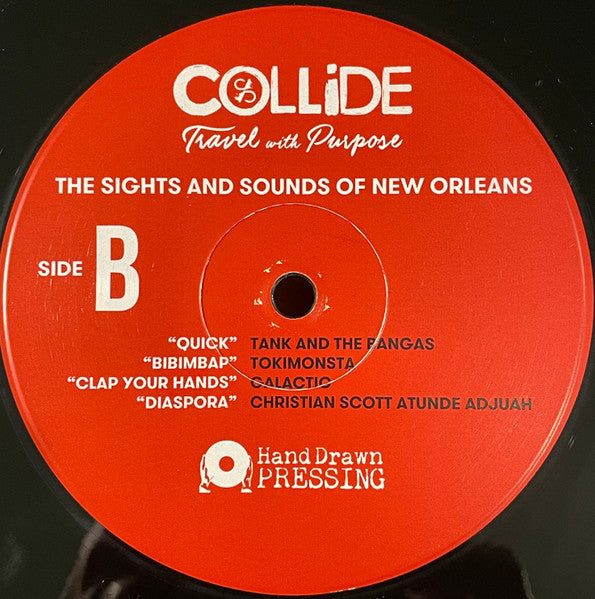 COLLiDE
Travel with Purpose
THE SIGHTS AND SOUNDS OF NEW ORLEANS
SIDE B
“QUICK” TANK AND THE BANGAS
“BIBIMBAP” TOKIMONSTA
“CLAP YOUR HANDS” GALACTIC
“DIASPORA” CHRISTIAN SCOTT ATUNDE ADJUAH
Hand Drawn
PRESSING